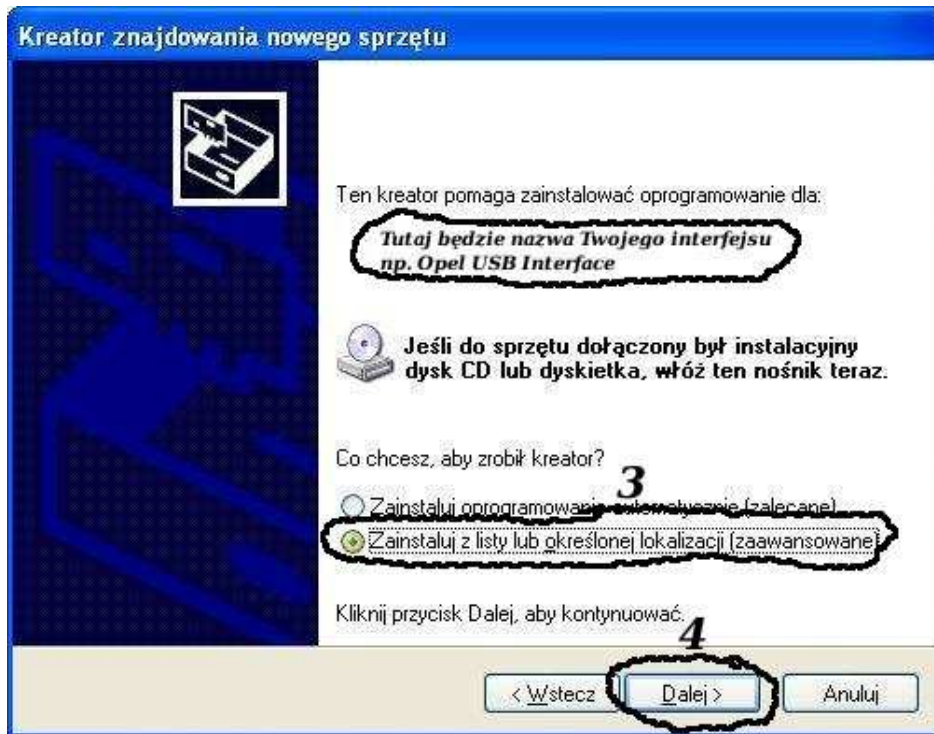 Kreator znajdowania nowego sprzętu
Ten kreator pomaga zainstalować oprogramowanie dla:
Tutaj będzie nazwa Twojego interfejsu
np. Opel USB Interface
Jeśli do sprzętu dołączony był instalacyjny
dysk CD lub dyskietka, włóż ten nośnik teraz.
Co chcesz, aby zrobił kreator?
3
Zainstaluj oprogramowanie automatycznie (zalecane)
Zainstaluj z listy lub określonej lokalizacji (zaawansowane)
Kliknij przycisk Dalej, aby kontynuować.
4
< Wstecz
Dalej >
Anuluj